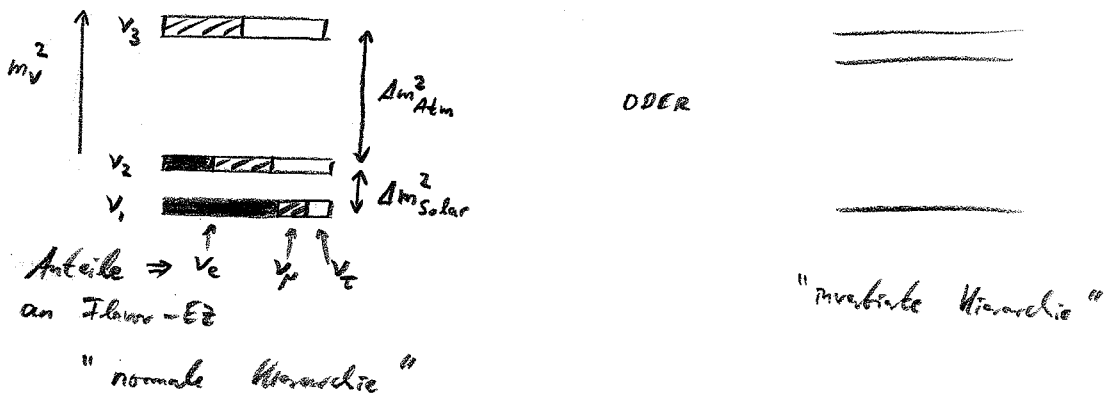 m_ν^2
ν_3
Δm^2_Atm
ODER
ν_2
Δm^2_Solar
ν_1
Anteile ⇒ ν_e ν_μ ν_τ
an Flavor-EZ
"normale Hierarchie"
"invertierte Hierarchie"